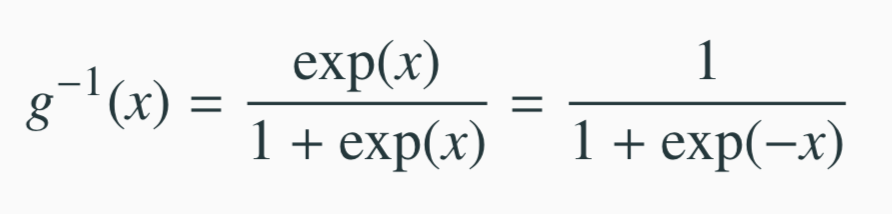 g⁻¹(x) = exp(x) / (1 + exp(x)) = 1 / (1 + exp(−x))